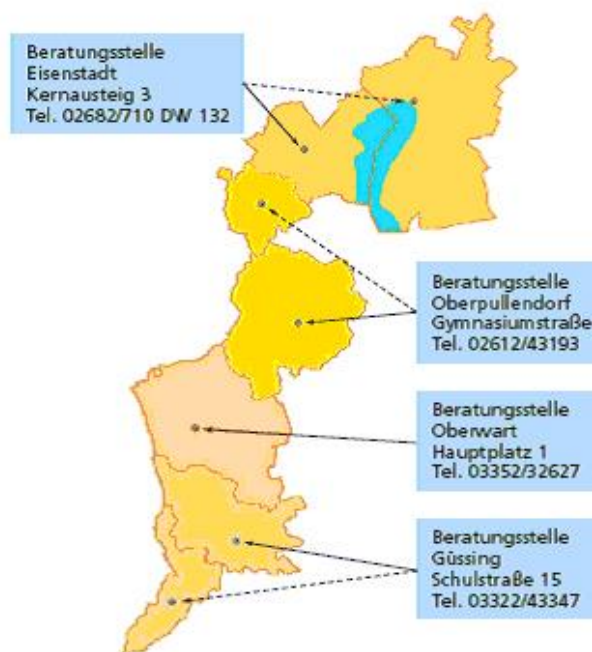 Beratungsstelle
Eisenstadt
Kernausteig 3
Tel. 02682/710 DW 132
Beratungsstelle
Oberpullendorf
Gymnasiumstraße
Tel. 02612/43193
Beratungsstelle
Oberwart
Hauptplatz 1
Tel. 03352/32627
Beratungsstelle
Güssing
Schulstraße 15
Tel. 03322/43347